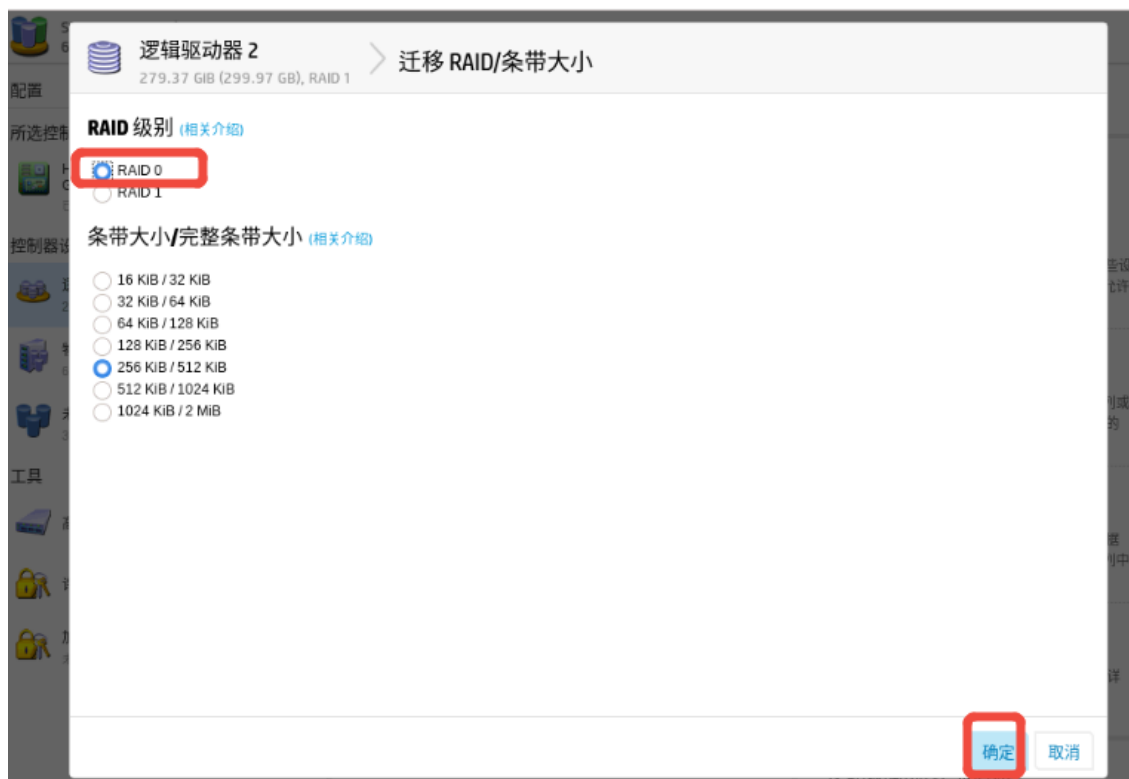 逻辑驱动器 2
279.37 GIB (299.97 GB), RAID 1
迁移 RAID/条带大小
配置
所选控制
RAID 级别 (相关介绍)
RAID 0
RAID 1
控制器设
条带大小/完整条带大小 (相关介绍)
16 KiB / 32 KiB
32 KiB / 64 KiB
64 KiB / 128 KiB
128 KiB / 256 KiB
256 KiB / 512 KiB
512 KiB / 1024 KiB
1024 KiB / 2 MiB
工具
确定
取消